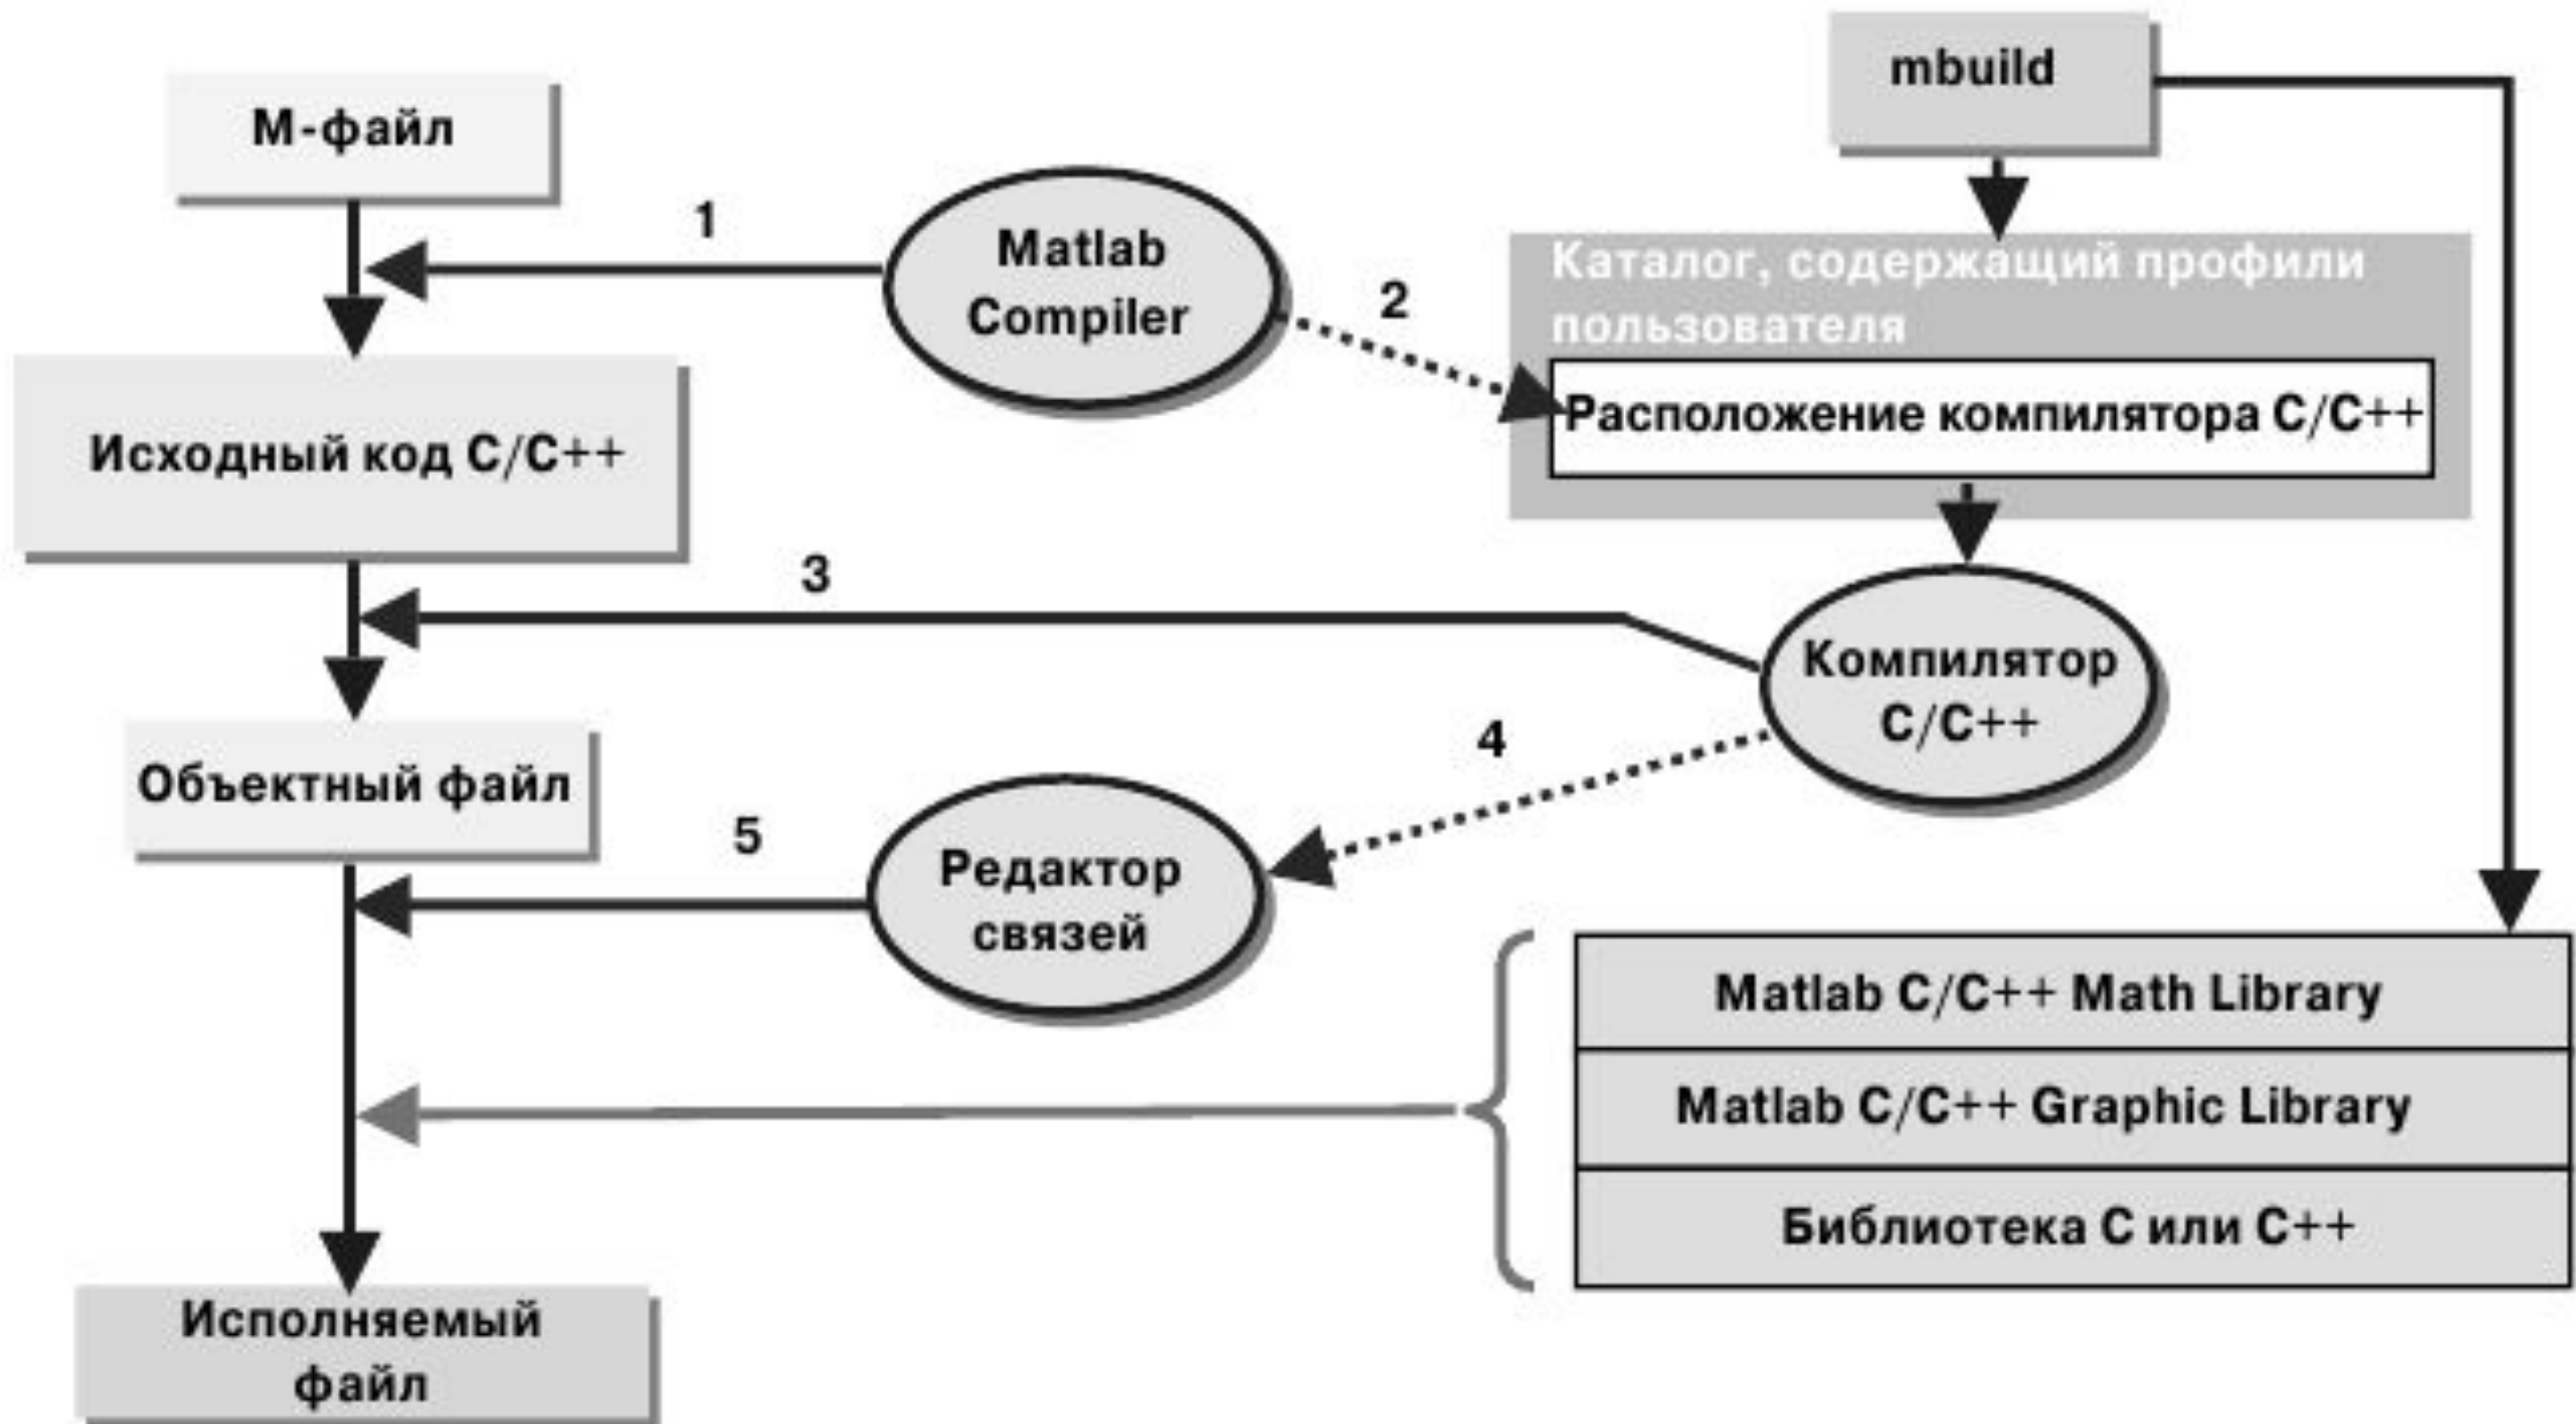 mbuild
М-файл
1
Matlab
Compiler
2
Каталог, содержащий профили
пользователя
Расположение компилятора C/C++
Исходный код C/C++
3
Компилятор
C/C++
4
Объектный файл
5
Редактор
связей
Matlab C/C++ Math Library
Matlab C/C++ Graphic Library
Библиотека C или C++
Исполняемый
файл